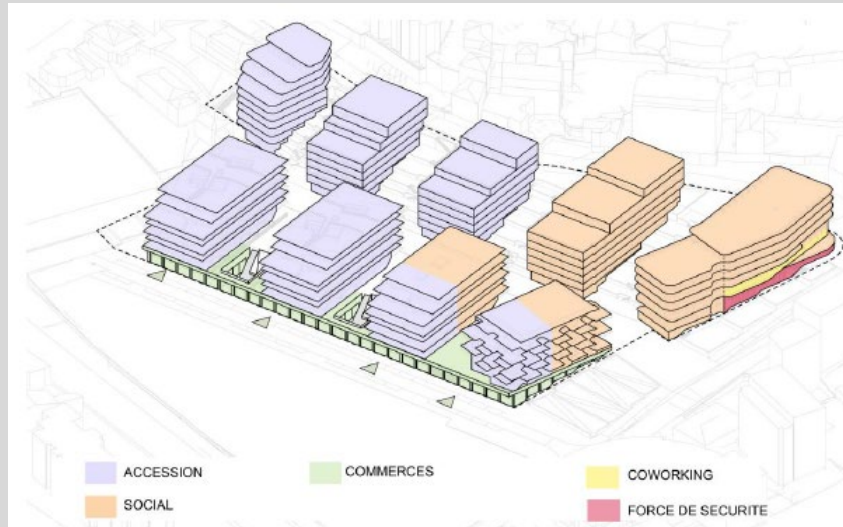 ACCESSION
COMMERCES
COWORKING
SOCIAL
FORCE DE SECURITE